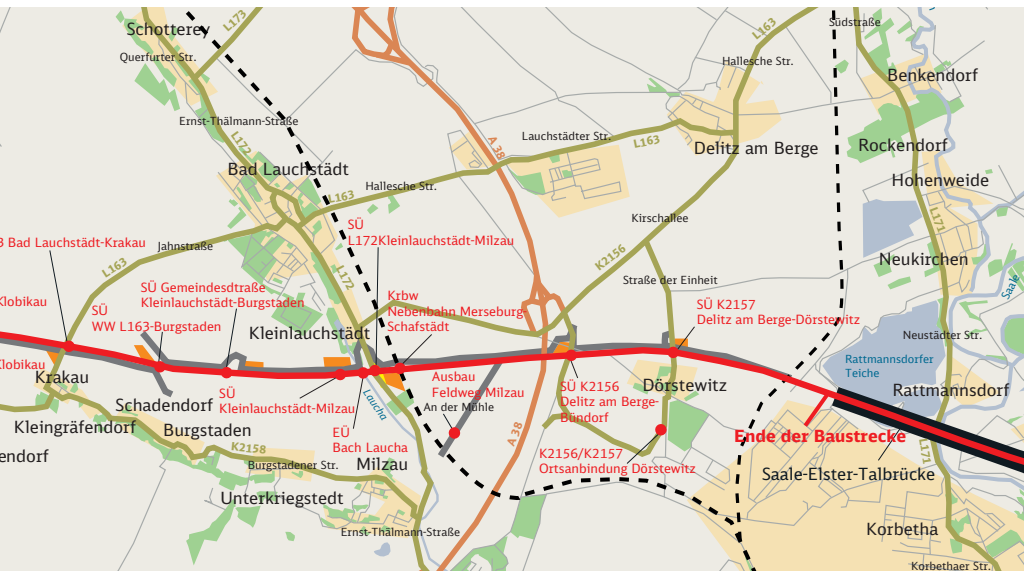 Südstraße
L173
Schotterey
L163
Querfurter Str.
Hallesche Str.
Benkendorf
Ernst-Thälmann-Straße
L172
A 38
Lauchstädter Str.
L163
Delitz am Berge
Rockendorf
Bad Lauchstädt
Hallesche Str.
L163
Hohenweide
SÜ
L172Kleinlauchstädt-Milzau
Kirschallee
L171
Bad Lauchstädt-Krakau
Jahnstraße
L163
K2156
Neukirchen
L172
Straße der Einheit
Saale
SÜ Gemeindesdtraße
Kleinlauchstädt-Burgstaden
Krbw
Nebenbahn Merseburg-
Schafstädt
Klobikau
SÜ
WW L163-Burgstaden
SÜ K2157
Delitz am Berge-Dörstewitz
Kleinlauchstädt
Neustädter Str.
Klobikau
Rattmannsdorfer
Teiche
Krakau
Ausbau
Feldweg Milzau
An der Mühle
SÜ K2156
Delitz am Berge-
Bündorf
Dörstewitz
Rattmannsdorf
Schadendorf
SÜ
Kleinlauchstädt-Milzau
Laucha
Kleingräfendorf
Burgstaden
EÜ
Bach Laucha
A 38
Ende der Baustrecke
L171
endorf
K2158
Burgstadener Str.
Milzau
K2156/K2157
Ortsanbindung Dörstewitz
Saale-Elster-Talbrücke
Unterkriegstedt
Ernst-Thälmann-Straße
Korbetha
Korbethaer Str.